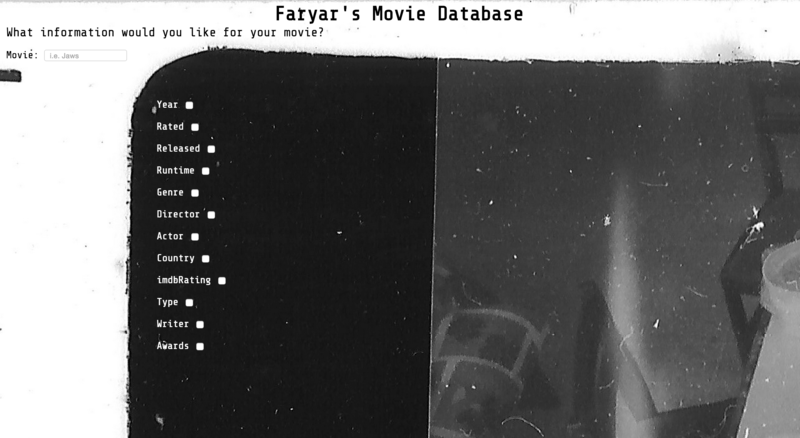 Faryar's Movie Database
What information would you like for your movie?
Movie: i.e. Jaws
Year
Rated
Released
Runtime
Genre
Director
Actor
Country
imdbRating
Type
Writer
Awards